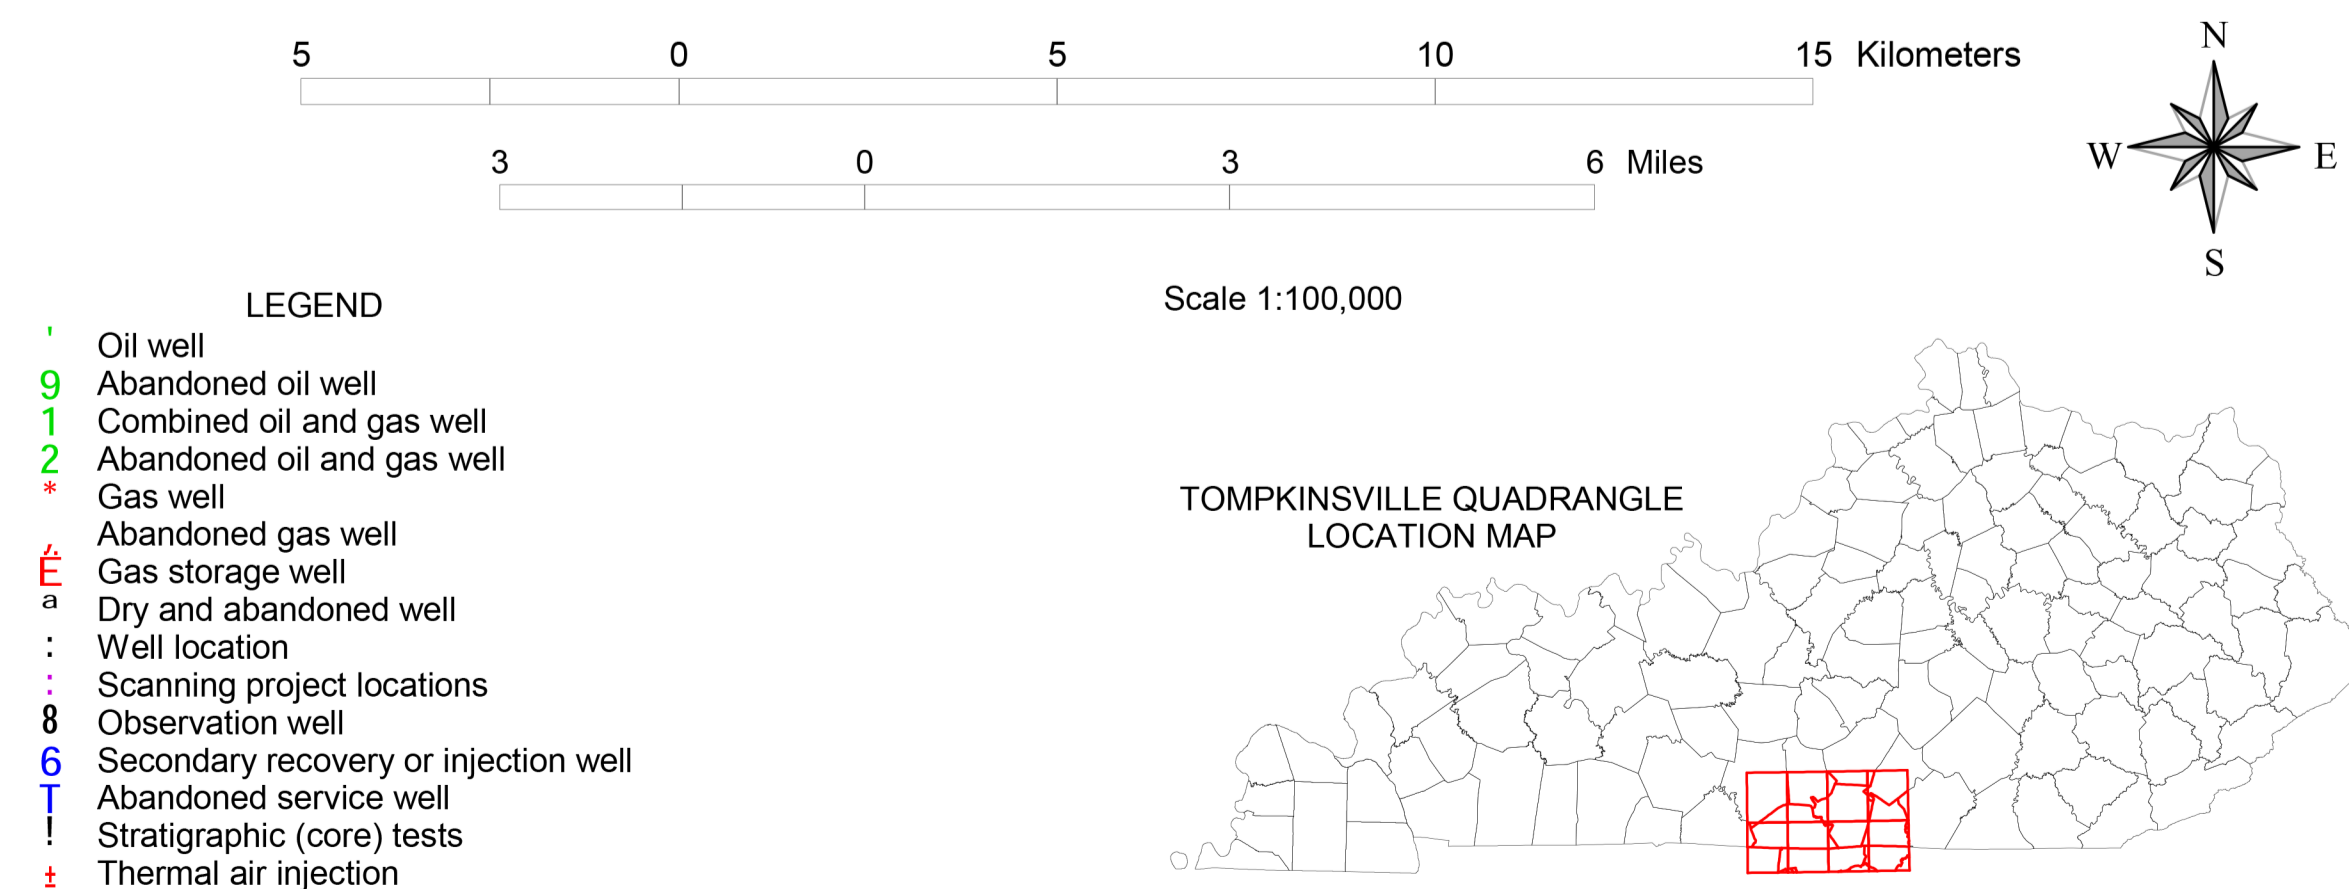 5 0 5 10 15 Kilometers
3 0 3 6 Miles
N
W E
S
Scale 1:100,000
LEGEND
' Oil well
9 Abandoned oil well
1 Combined oil and gas well
2 Abandoned oil and gas well
* Gas well
Abandoned gas well
É Gas storage well
a Dry and abandoned well
: Well location
: Scanning project locations
8 Observation well
6 Secondary recovery or injection well
T Abandoned service well
! Stratigraphic (core) tests
± Thermal air injection
TOMPKINSVILLE QUADRANGLE
LOCATION MAP